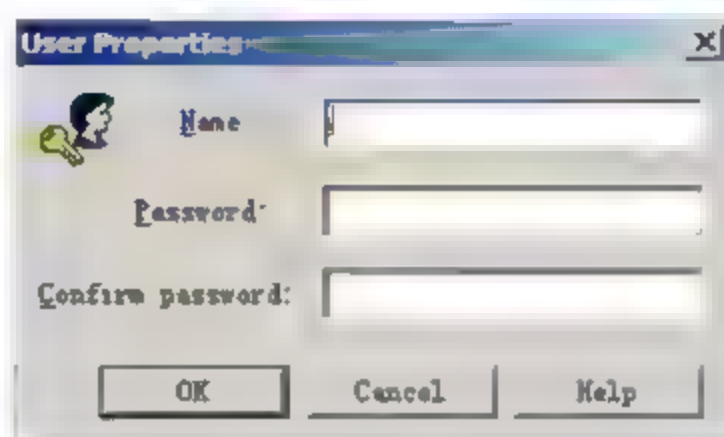 User Properties
Name
Password:
Confirm password:
OK
Cancel
Help